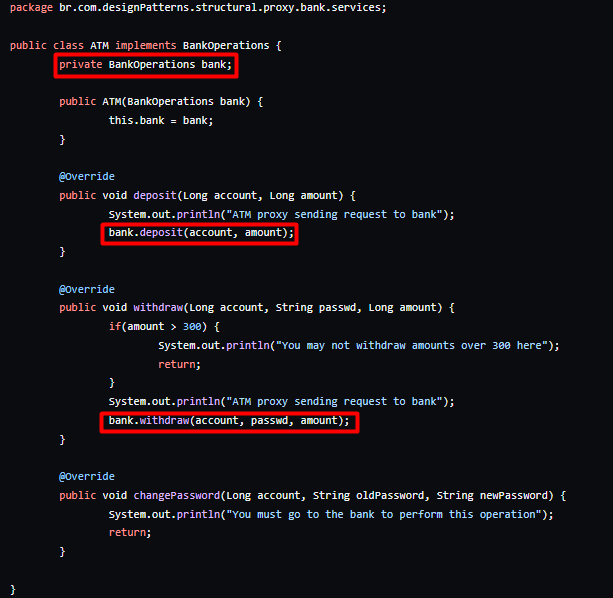 package br.com.designPatterns.structural.proxy.bank.services;
public class ATM implements BankOperations {
private BankOperations bank;
public ATM(BankOperations bank) {
this.bank = bank;
}
@Override
public void deposit(Long account, Long amount) {
System.out.println("ATM proxy sending request to bank");
bank.deposit(account, amount);
}
@Override
public void withdraw(Long account, String passwd, Long amount) {
if(amount > 300) {
System.out.println("You may not withdraw amounts over 300 here");
return;
}
System.out.println("ATM proxy sending request to bank");
bank.withdraw(account, passwd, amount);
}
@Override
public void changePassword(Long account, String oldPassword, String newPassword) {
System.out.println("You must go to the bank to perform this operation");
return;
}
}